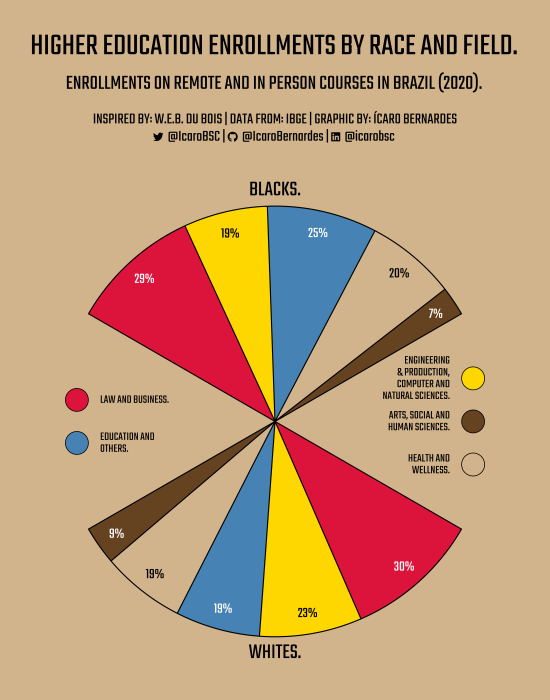 HIGHER EDUCATION ENROLLMENTS BY RACE AND FIELD.
ENROLLMENTS ON REMOTE AND IN PERSON COURSES IN BRAZIL (2020).
INSPIRED BY: W.E.B. DU BOIS | DATA FROM: IBGE | GRAPHIC BY: ÍCARO BERNARDES
@IcaroBSC | @IcaroBernardes | @icarobsc
BLACKS.
29%
19%
25%
20%
7%
ENGINEERING
& PRODUCTION,
COMPUTER AND
NATURAL SCIENCES.
LAW AND BUSINESS.
ARTS, SOCIAL AND
HUMAN SCIENCES.
EDUCATION AND
OTHERS.
HEALTH AND
WELLNESS.
9%
19%
19%
23%
30%
WHITES.